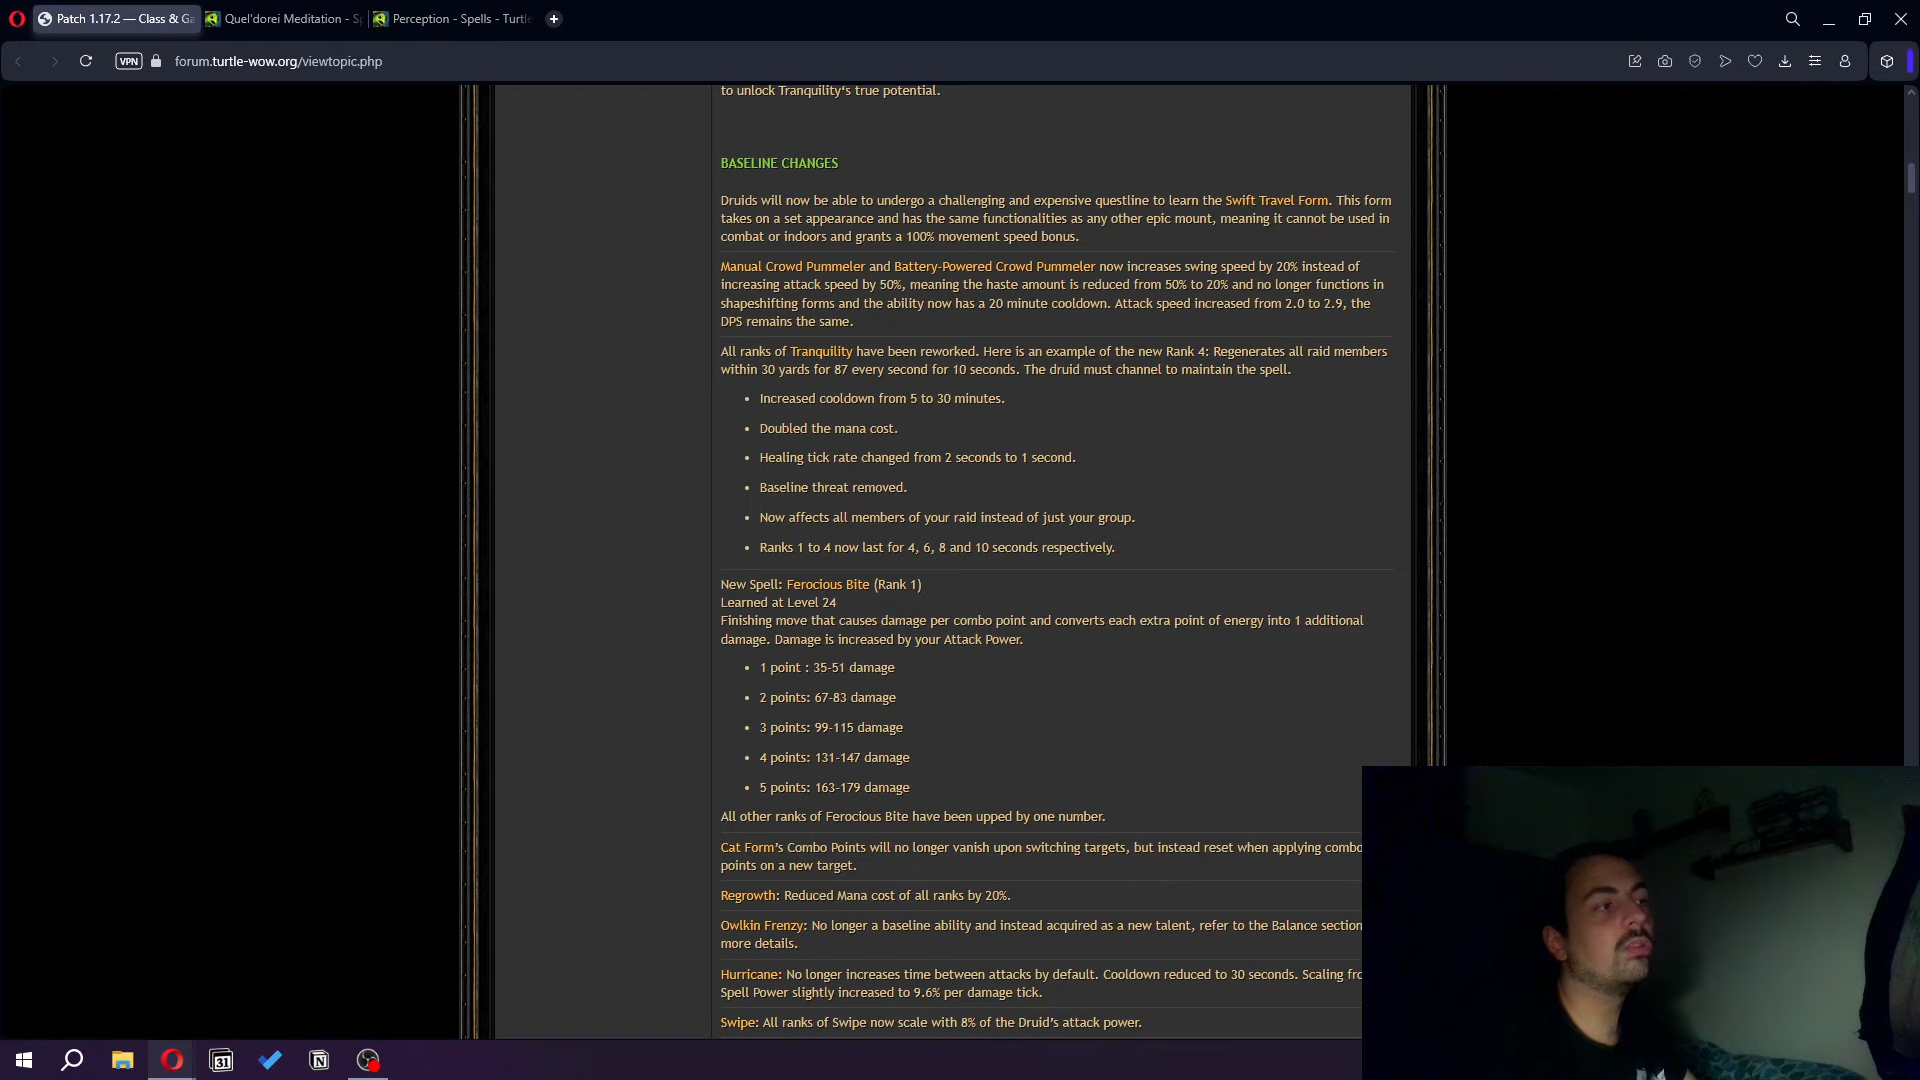 Patch 1.17.2 — Class & Ga
Quel'dorei Meditation - Sp
Perception - Spells - Turtle
VPN
forum.turtle-wow.org/viewtopic.php
to unlock Tranquility's true potential.
BASELINE CHANGES
Druids will now be able to undergo a challenging and expensive questline to learn the Swift Travel Form. This form
takes on a set appearance and has the same functionalities as any other epic mount, meaning it cannot be used in
combat or indoors and grants a 100% movement speed bonus.
Manual Crowd Pummeler and Battery-Powered Crowd Pummeler now increases swing speed by 20% instead of
increasing attack speed by 50%, meaning the haste amount is reduced from 50% to 20% and no longer functions in
shapeshifting forms and the ability now has a 20 minute cooldown. Attack speed increased from 2.0 to 2.9, the
DPS remains the same.
All ranks of Tranquility have been reworked. Here is an example of the new Rank 4: Regenerates all raid members
within 30 yards for 87 every second for 10 seconds. The druid must channel to maintain the spell.
• Increased cooldown from 5 to 30 minutes.
• Doubled the mana cost.
• Healing tick rate changed from 2 seconds to 1 second.
• Baseline threat removed.
• Now affects all members of your raid instead of just your group.
• Ranks 1 to 4 now last for 4, 6, 8 and 10 seconds respectively.
New Spell: Ferocious Bite (Rank 1)
Learned at Level 24
Finishing move that causes damage per combo point and converts each extra point of energy into 1 additional
damage. Damage is increased by your Attack Power.
• 1 point : 35-51 damage
• 2 points: 67-83 damage
• 3 points: 99-115 damage
• 4 points: 131-147 damage
• 5 points: 163-179 damage
All other ranks of Ferocious Bite have been upped by one number.
Cat Form's Combo Points will no longer vanish upon switching targets, but instead reset when applying combo
points on a new target.
Regrowth: Reduced Mana cost of all ranks by 20%.
Owlkin Frenzy: No longer a baseline ability and instead acquired as a new talent, refer to the Balance section
more details.
Hurricane: No longer increases time between attacks by default. Cooldown reduced to 30 seconds. Scaling fro
Spell Power slightly increased to 9.6% per damage tick.
Swipe: All ranks of Swipe now scale with 8% of the Druid's attack power.
31
N